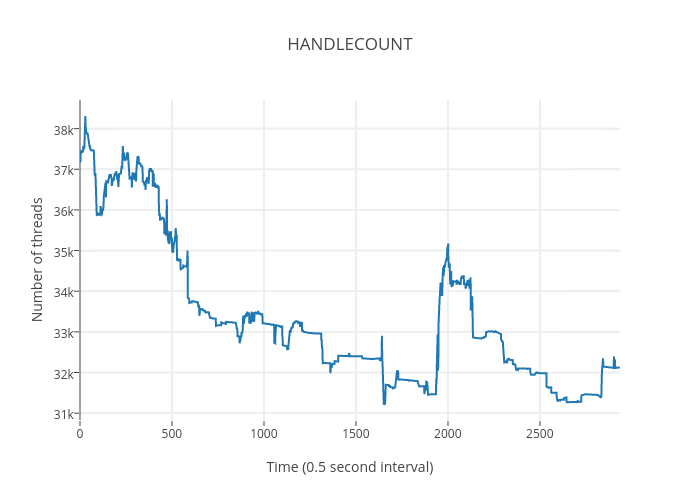 HANDLECOUNT
Number of threads
38k
37k
36k
35k
34k
33k
32k
31k
0
500
1000
1500
2000
2500
Time (0.5 second interval)